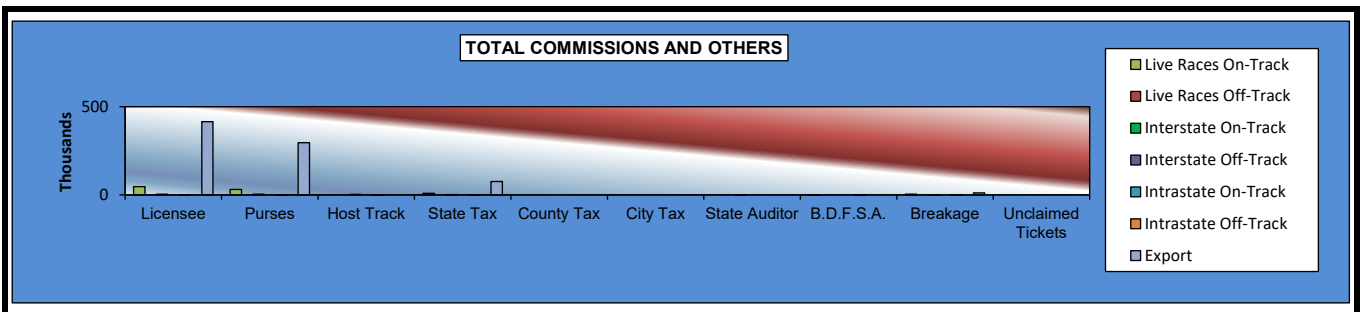 TOTAL COMMISSIONS AND OTHERS
Thousands
500
0
Licensee
Purses
Host Track
State Tax
County Tax
City Tax
State Auditor
B.D.F.S.A.
Breakage
Unclaimed
Tickets
Live Races On-Track
Live Races Off-Track
Interstate On-Track
Interstate Off-Track
Intrastate On-Track
Intrastate Off-Track
Export